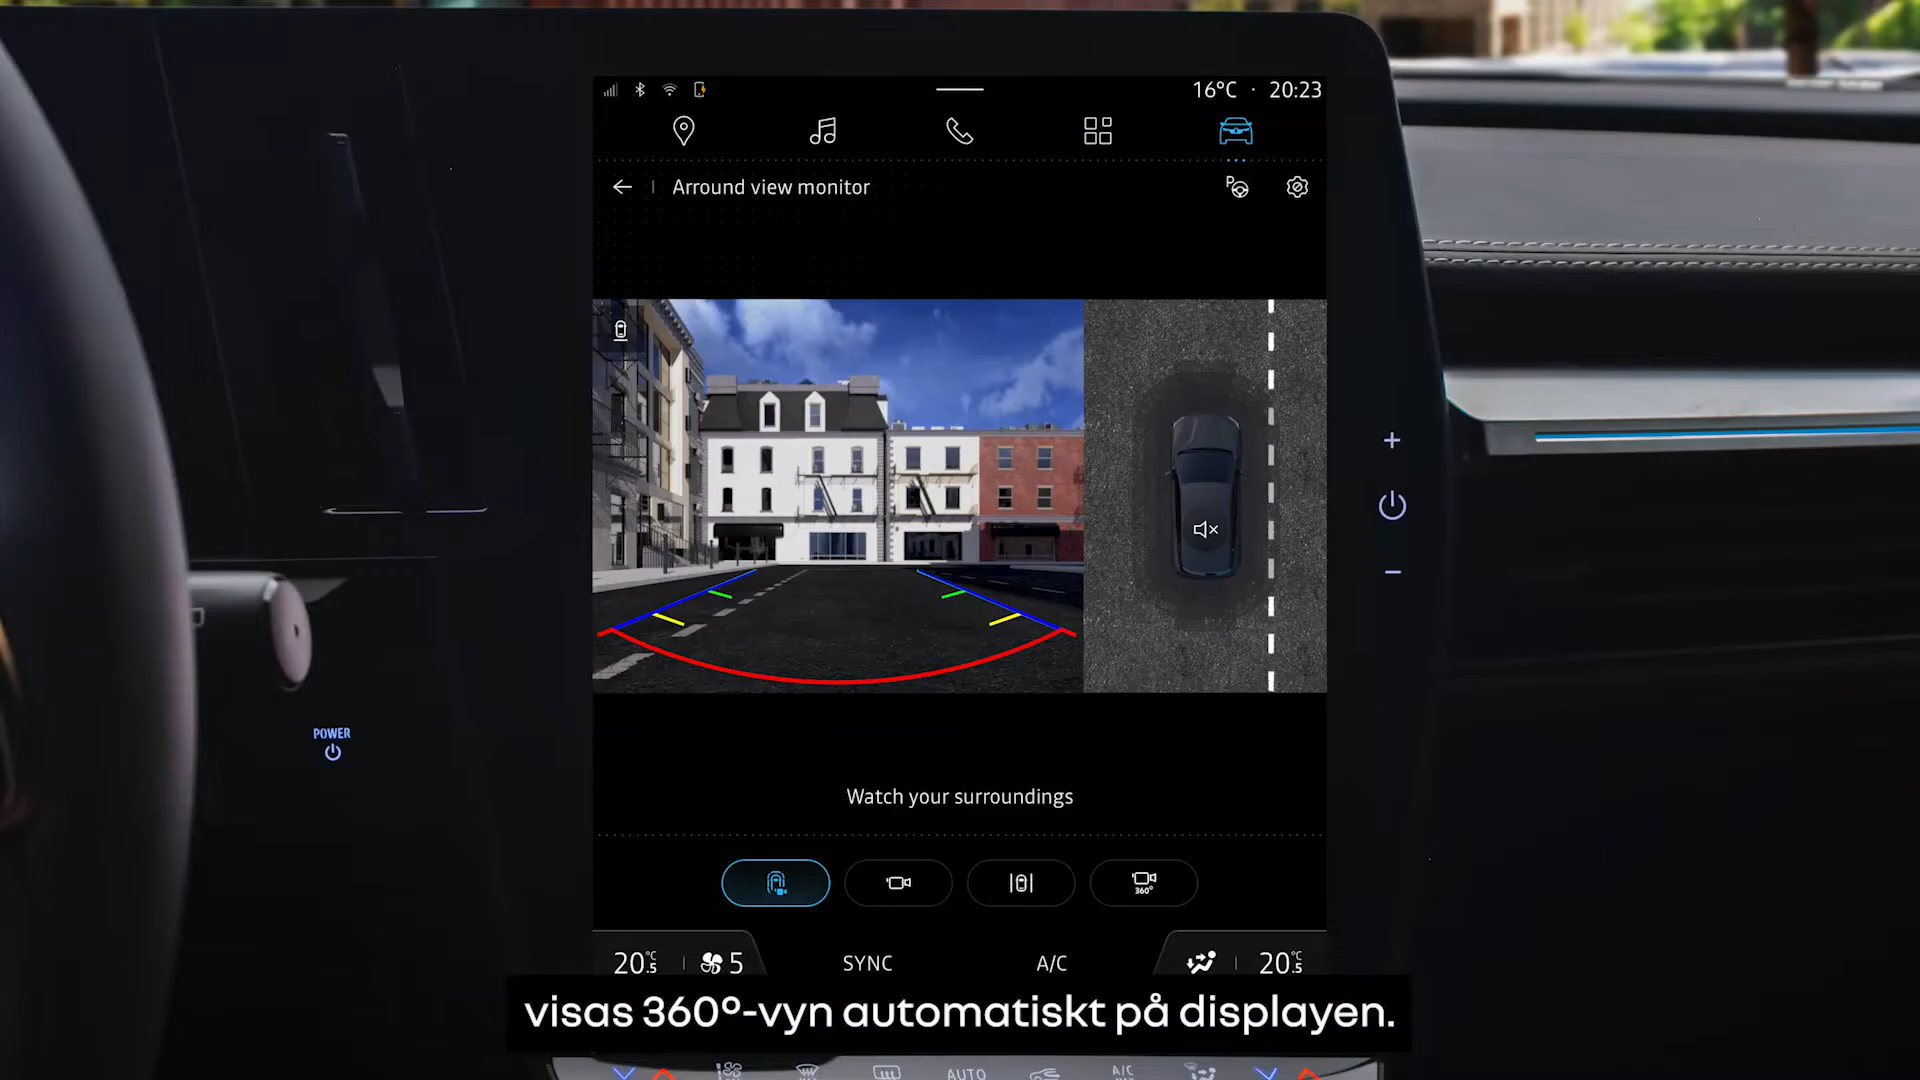 16°C · 20:23
Arround view monitor
P
POWER
Watch your surroundings
360°
20.5 °C
5
SYNC
A/C
20.5 °C
visas 360°-vyn automatiskt på displayen.
AUTO
A/C